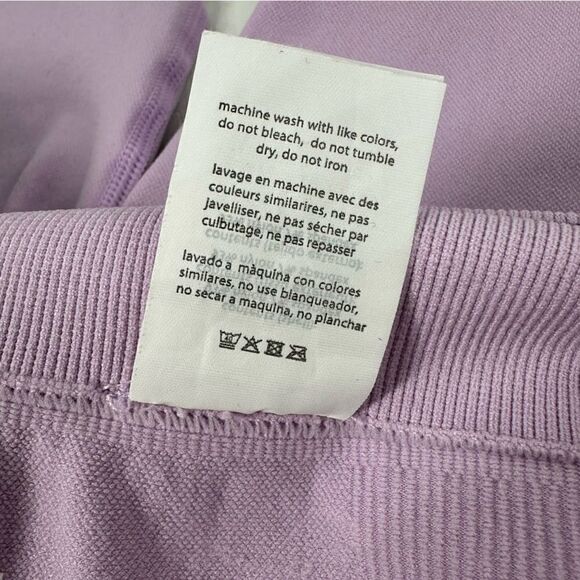 machine wash with like colors,
do not bleach, do not tumble
dry, do not iron
lavage en machine avec des
couleurs similarires, ne pas
javelliser, ne pas sécher par
culbutage, ne pas repasser
lavado a màquina con colores
similares, no use blanqueador,
no sècar a maquina, no planchar